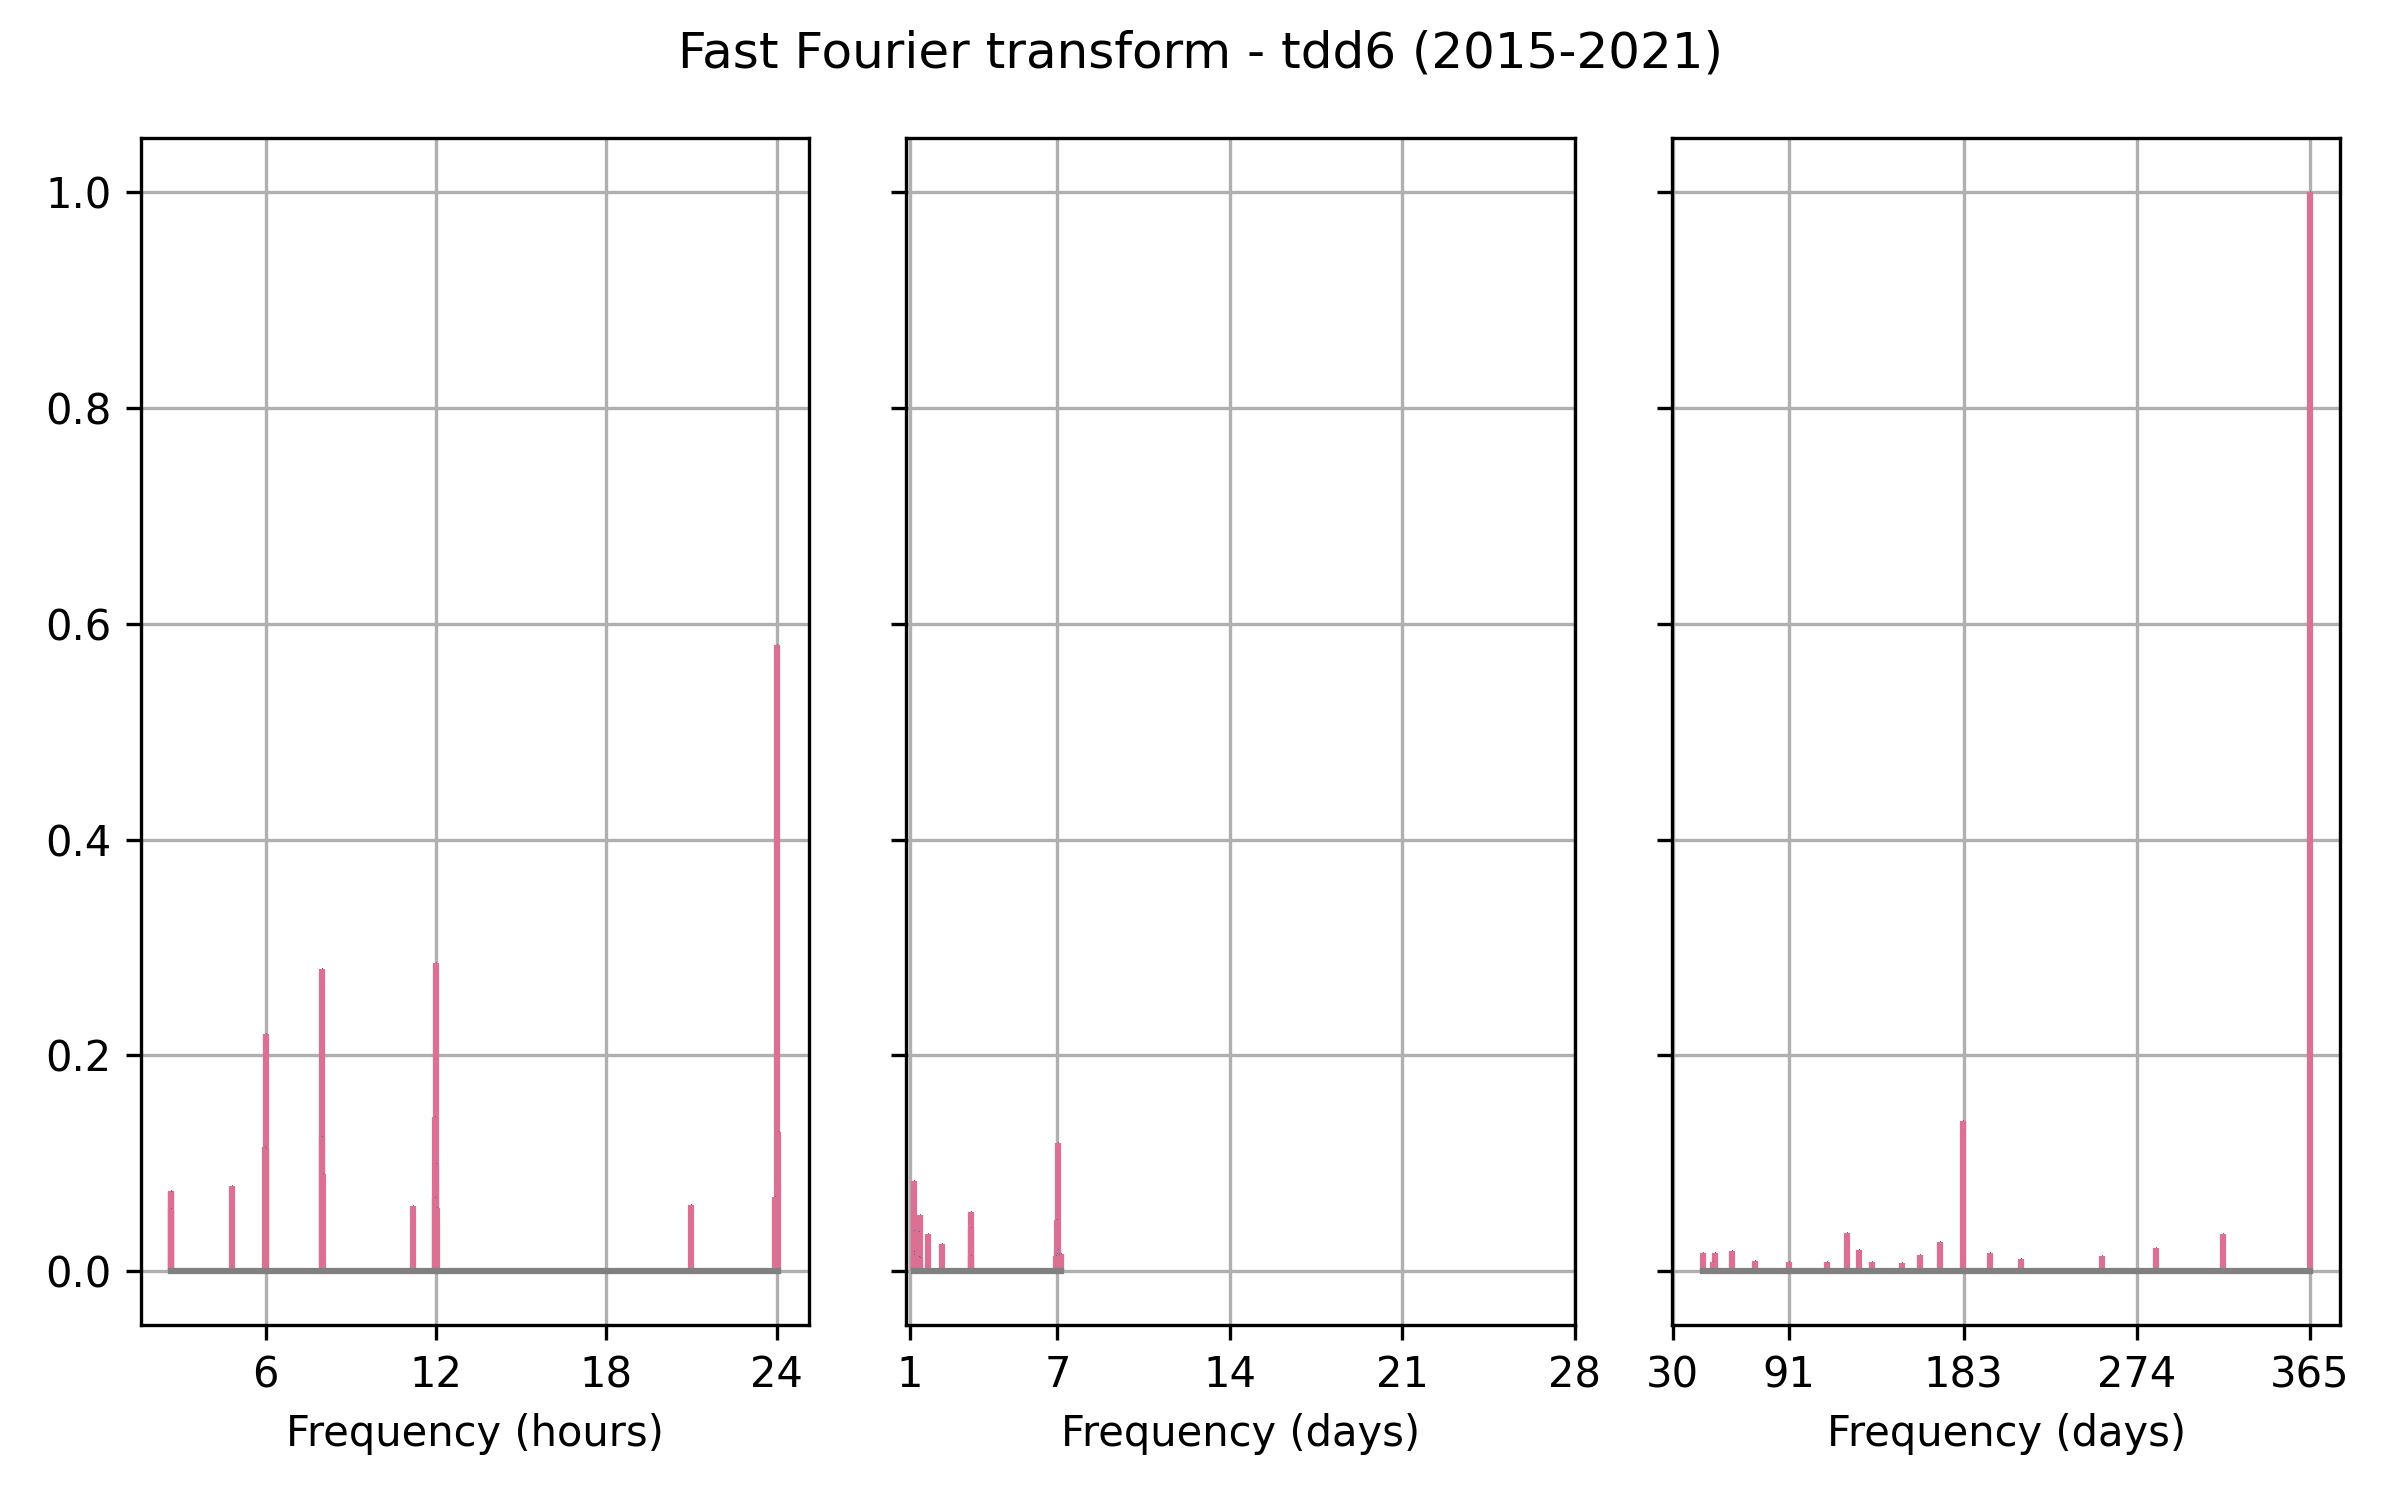 Fast Fourier transform - tdd6 (2015-2021)
1.0
0.8
0.6
0.4
0.2
0.0
6 12 18 24
Frequency (hours)
1 7 14 21 28
Frequency (days)
30 91 183 274 365
Frequency (days)